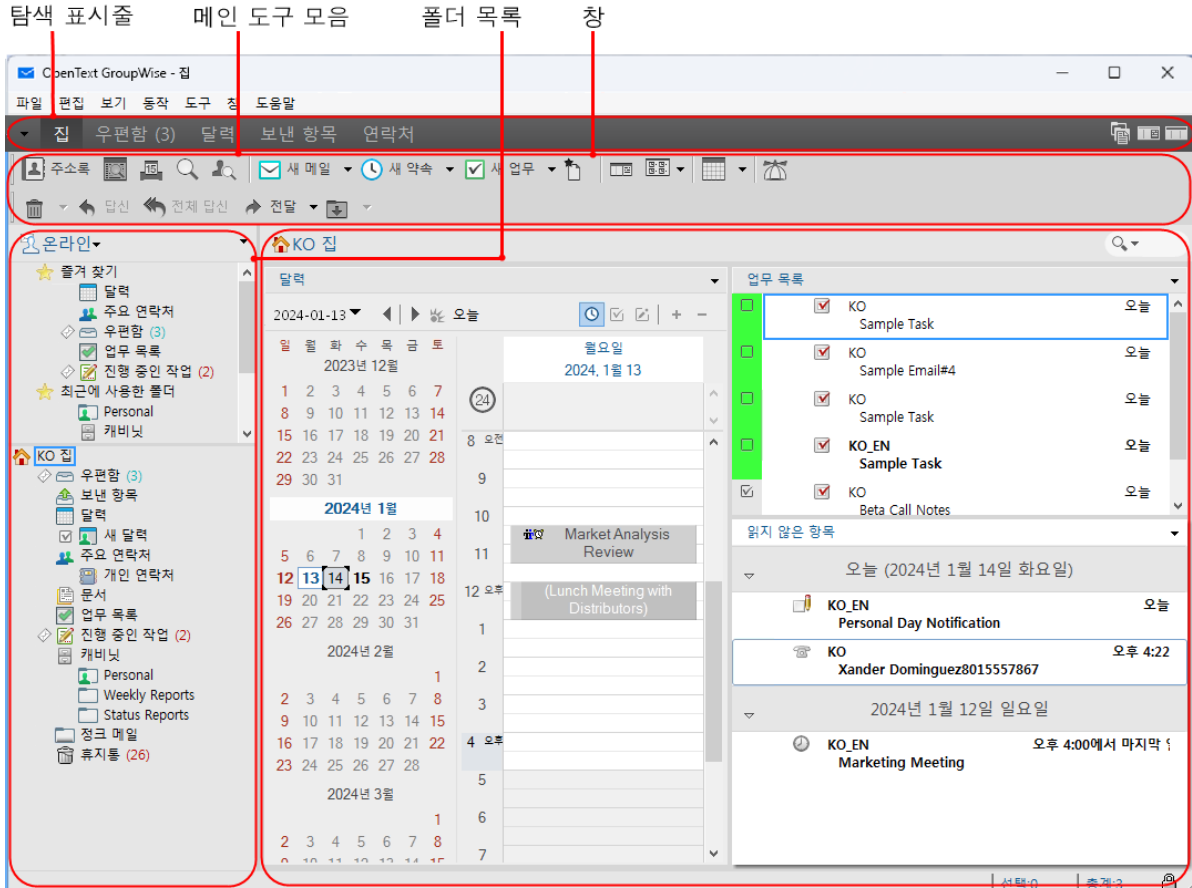 탐색 표시줄 메인 도구 모음 폴더 목록 창
OpenText GroupWise - 집
파일 편집 보기 동작 도구 창 도움말
집 우편함 (3) 달력 보낸 항목 연락처
주소록 새 메일 새 약속 새 업무
답신 전체 답신 전달
온라인
즐겨 찾기
달력
주요 연락처
우편함 (3)
업무 목록
진행 중인 작업 (2)
최근에 사용한 폴더
Personal
캐비닛
KO 집
우편함 (3)
보낸 항목
달력
새 달력
주요 연락처
개인 연락처
문서
업무 목록
진행 중인 작업 (2)
캐비닛
Personal
Weekly Reports
Status Reports
정크 메일
휴지통 (26)
KO 집
달력
2024-01-13 오늘
일 월 화 수 목 금 토
2023년 12월
1 2 3 4 5 6 7
8 9 10 11 12 13 14
15 16 17 18 19 20 21
22 23 24 25 26 27 28
29 30 31
2024년 1월
1 2 3 4
5 6 7 8 9 10 11
12 13 14 15 16 17 18
19 20 21 22 23 24 25
26 27 28 29 30 31
2024년 2월
1
2 3 4 5 6 7 8
9 10 11 12 13 14 15
16 17 18 19 20 21 22
23 24 25 26 27 28
2024년 3월
1
2 3 4 5 6 7 8
9 10 11 12 13 14 15
월요일
2024, 1월 13
24
8 오전
9
10
11
12 오후
1
2
3
4 오후
5
6
7
Market Analysis
Review
(Lunch Meeting with
Distributors)
업무 목록
KO 오늘
Sample Task
KO 오늘
Sample Email#4
KO 오늘
Sample Task
KO_EN 오늘
Sample Task
KO 오늘
Beta Call Notes
읽지 않은 항목
오늘 (2024년 1월 14일 화요일)
KO_EN 오늘
Personal Day Notification
KO 오후 4:22
Xander Dominguez8015557867
2024년 1월 12일 일요일
KO_EN 오후 4:00에서 마지막
Marketing Meeting
선택:0 총계:3